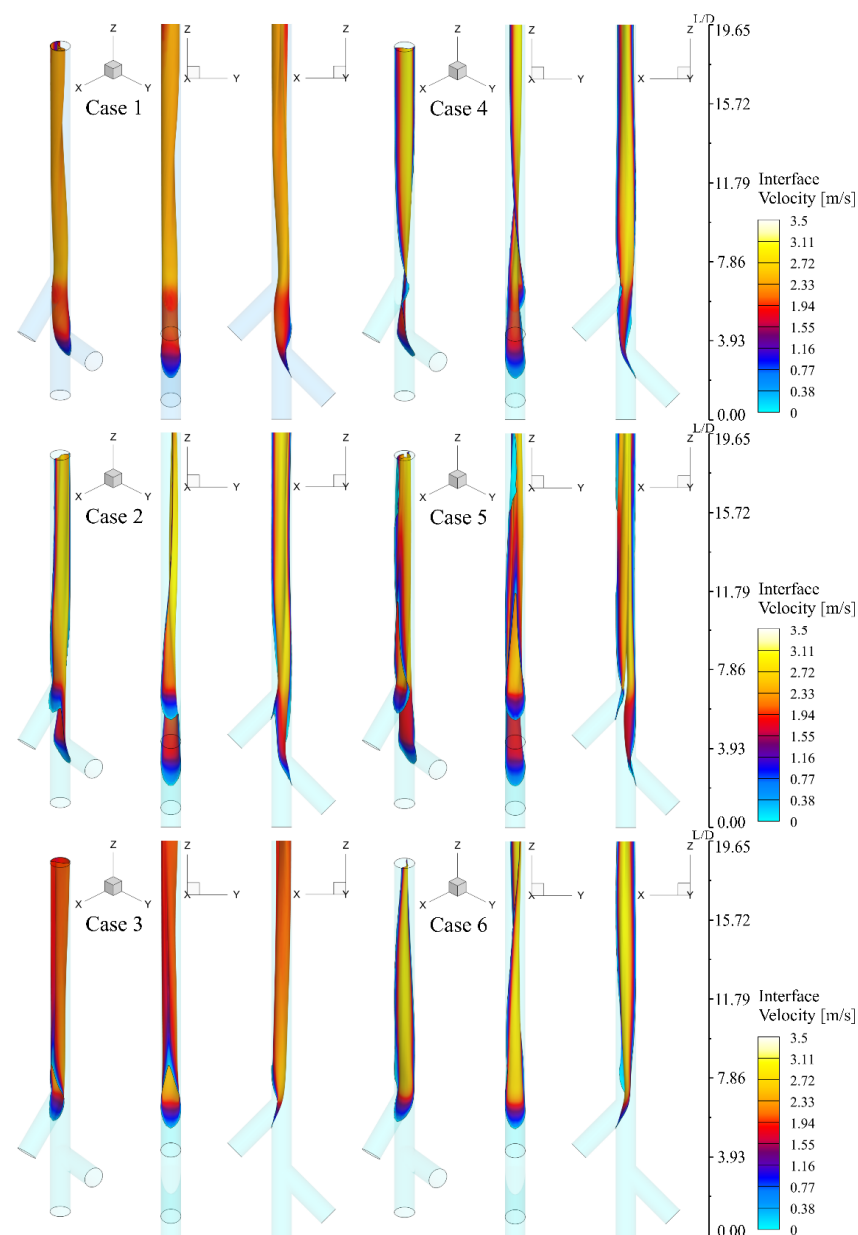 L/D
Z Z Z Z Z Z
19.65
X Y X Y X Y X Y X Y X Y
Case 1 Case 4
15.72
11.79
Interface
Velocity [m/s]
3.5
3.11
2.72
2.33
1.94
1.55
1.16
0.77
0.38
0
7.86
3.93
0.00
L/D
Z Z Z Z Z Z
19.65
X Y X Y X Y X Y X Y X Y
Case 2 Case 5
15.72
11.79
Interface
Velocity [m/s]
3.5
3.11
2.72
2.33
1.94
1.55
1.16
0.77
0.38
0
7.86
3.93
0.00
L/D
Z Z Z Z Z Z
19.65
X Y X Y X Y X Y X Y X Y
Case 3 Case 6
15.72
11.79
Interface
Velocity [m/s]
3.5
3.11
2.72
2.33
1.94
1.55
1.16
0.77
0.38
0
7.86
3.93
0.00